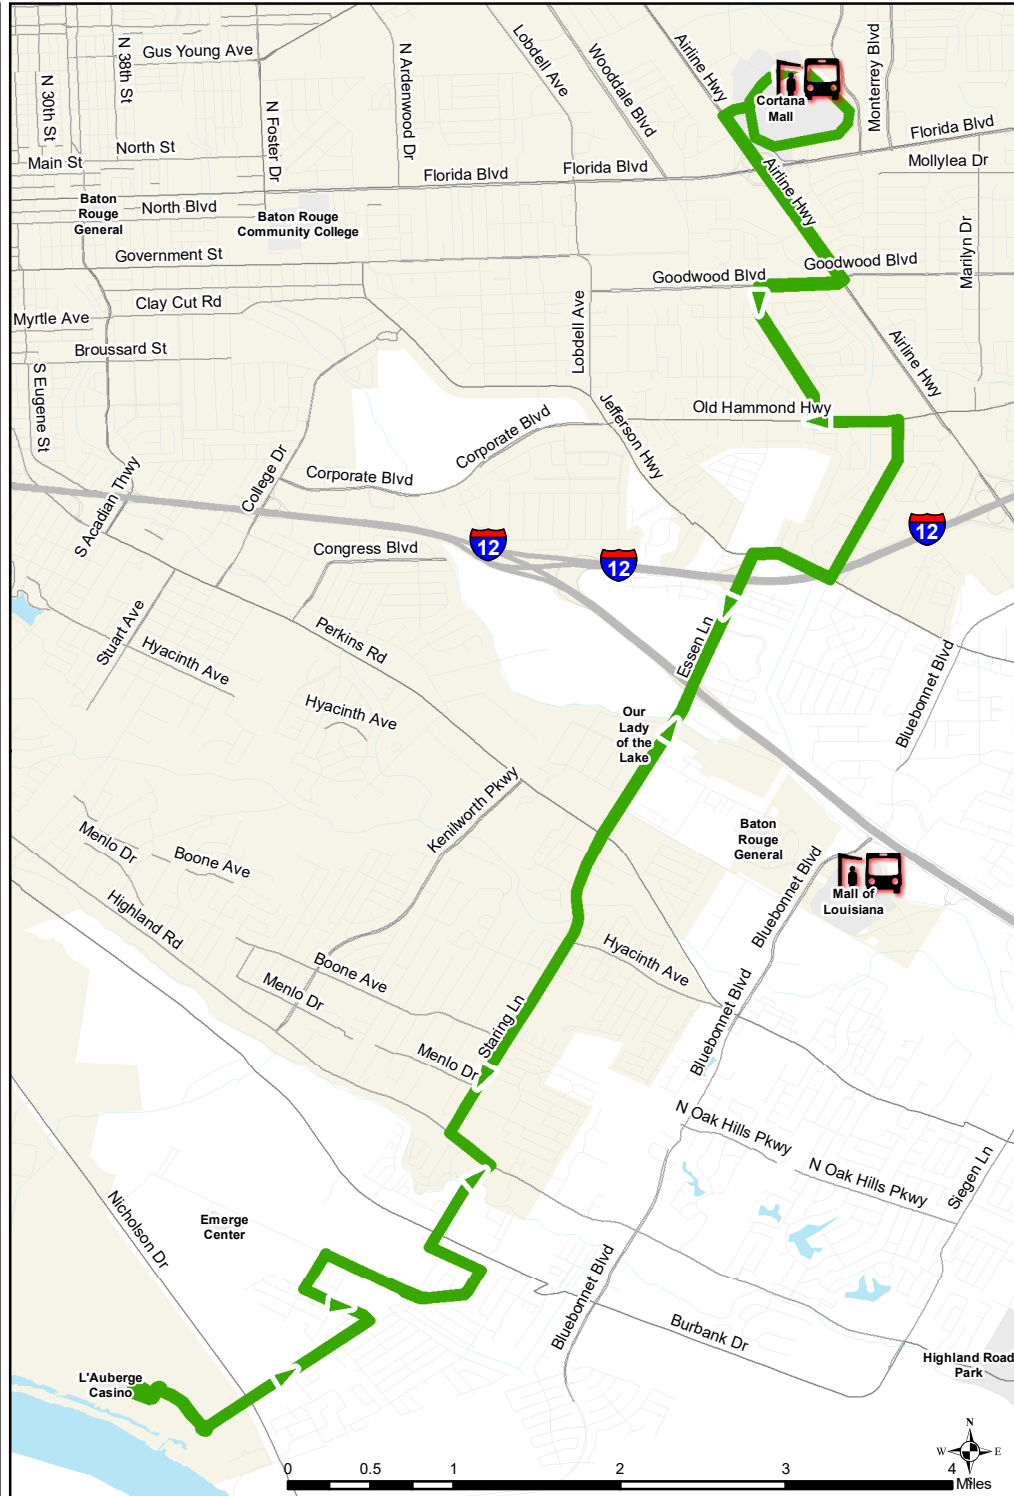 Gus Young Ave
N 38th St
N 30th St
N Foster Dr
N Ardenwood Dr
Lobdell Ave
Wooddale Blvd
Airline Hwy
Cortana
Mall
Monterrey Blvd
Florida Blvd
Mollylea Dr
North St
Main St
Florida Blvd
Florida Blvd
Airline Hwy
Baton
Rouge
General
North Blvd
Baton Rouge
Community College
Government St
Marilyn Dr
Goodwood Blvd
Goodwood Blvd
Clay Cut Rd
Myrtle Ave
Broussard St
Lobdell Ave
Airline Hwy
S Eugene St
Old Hammond Hwy
Jefferson Hwy
Corporate Blvd
Corporate Blvd
College Dr
S Acadian Thwy
12
12
12
Congress Blvd
Stuart Ave
Hyacinth Ave
Perkins Rd
Essen Ln
Bluebonnet Blvd
Hyacinth Ave
Our
Lady
of the
Lake
Kenilworth Pkwy
Baton
Rouge
General
Menlo Dr
Boone Ave
Bluebonnet Blvd
Mall of
Louisiana
Highland Rd
Hyacinth Ave
Boone Ave
Menlo Dr
Bluebonnet Blvd
Staring Ln
Menlo Dr
N Oak Hills Pkwy
N Oak Hills Pkwy
Siegen Ln
Nicholson Dr
Emerge
Center
Bluebonnet Blvd
Burbank Dr
Highland Road
Park
L'Auberge
Casino
N
W E
S
0 0.5 1 2 3 4
Miles